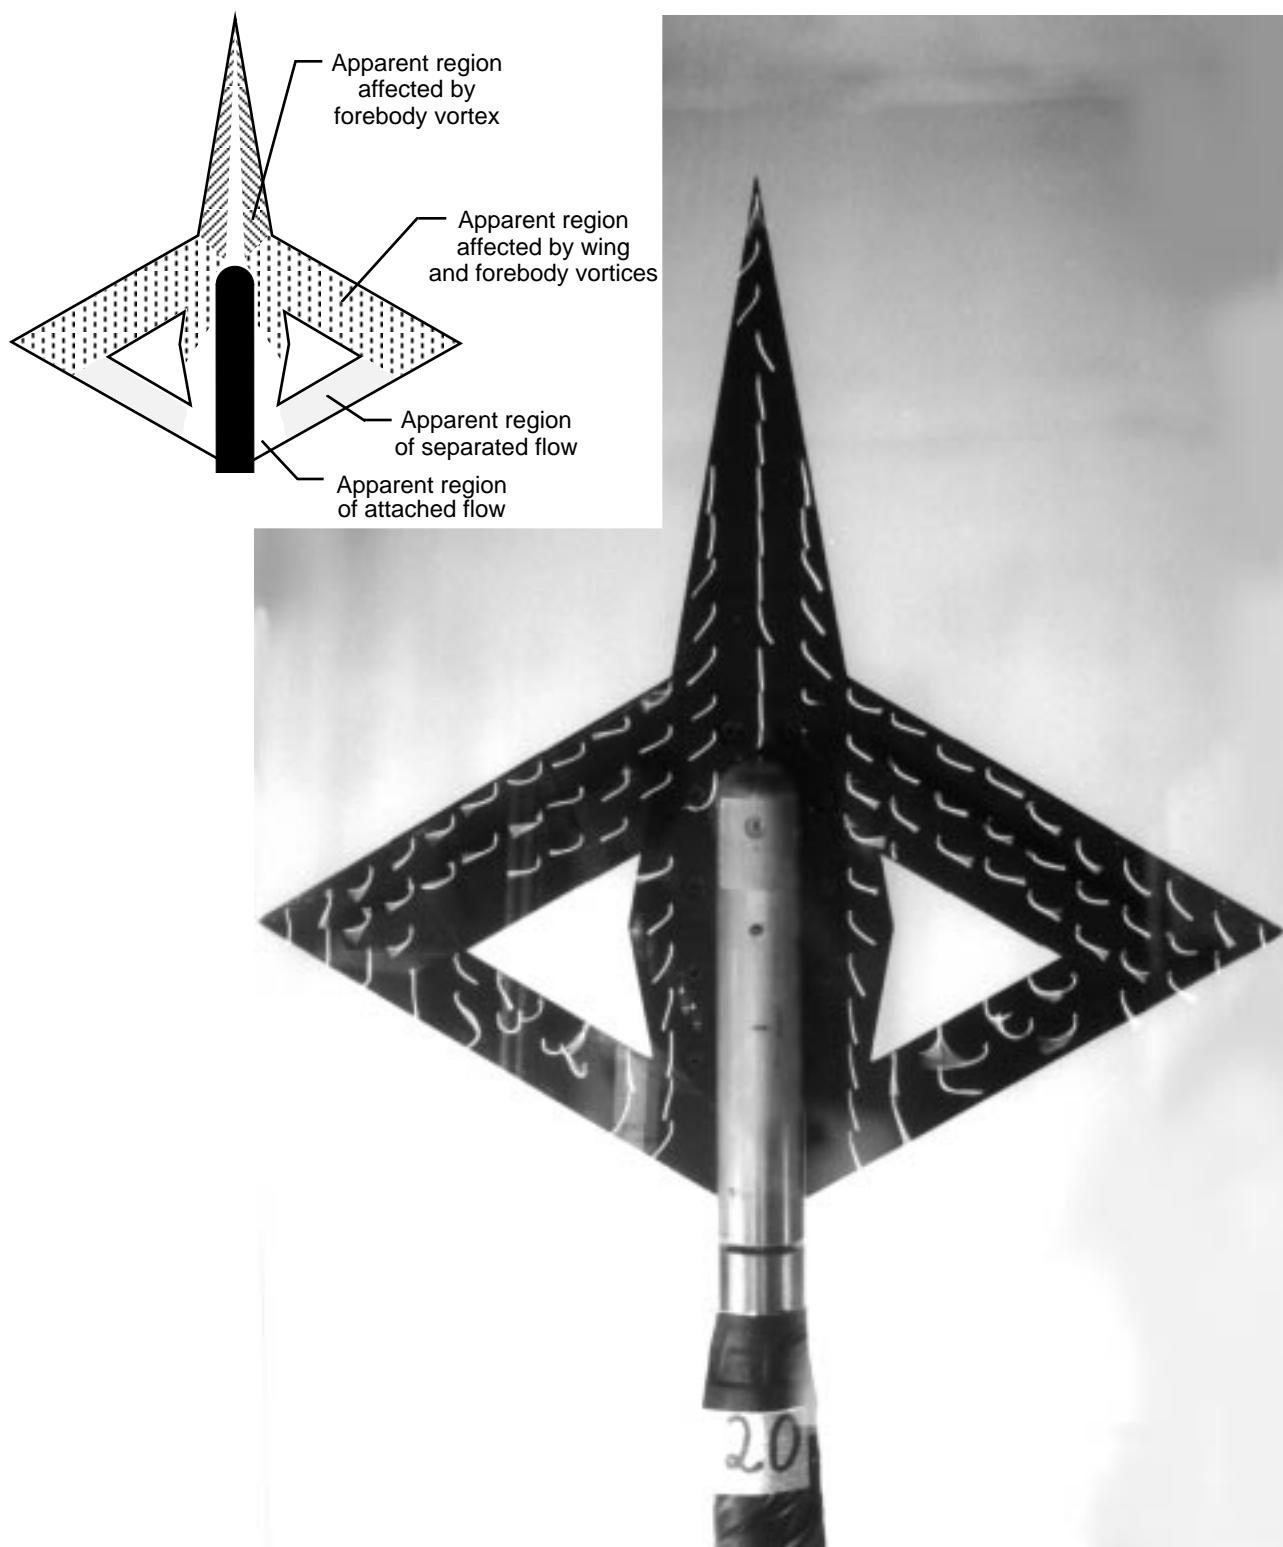 Apparent region
affected by
forebody vortex
Apparent region
affected by wing
and forebody vortices
Apparent region
of separated flow
Apparent region
of attached flow
20